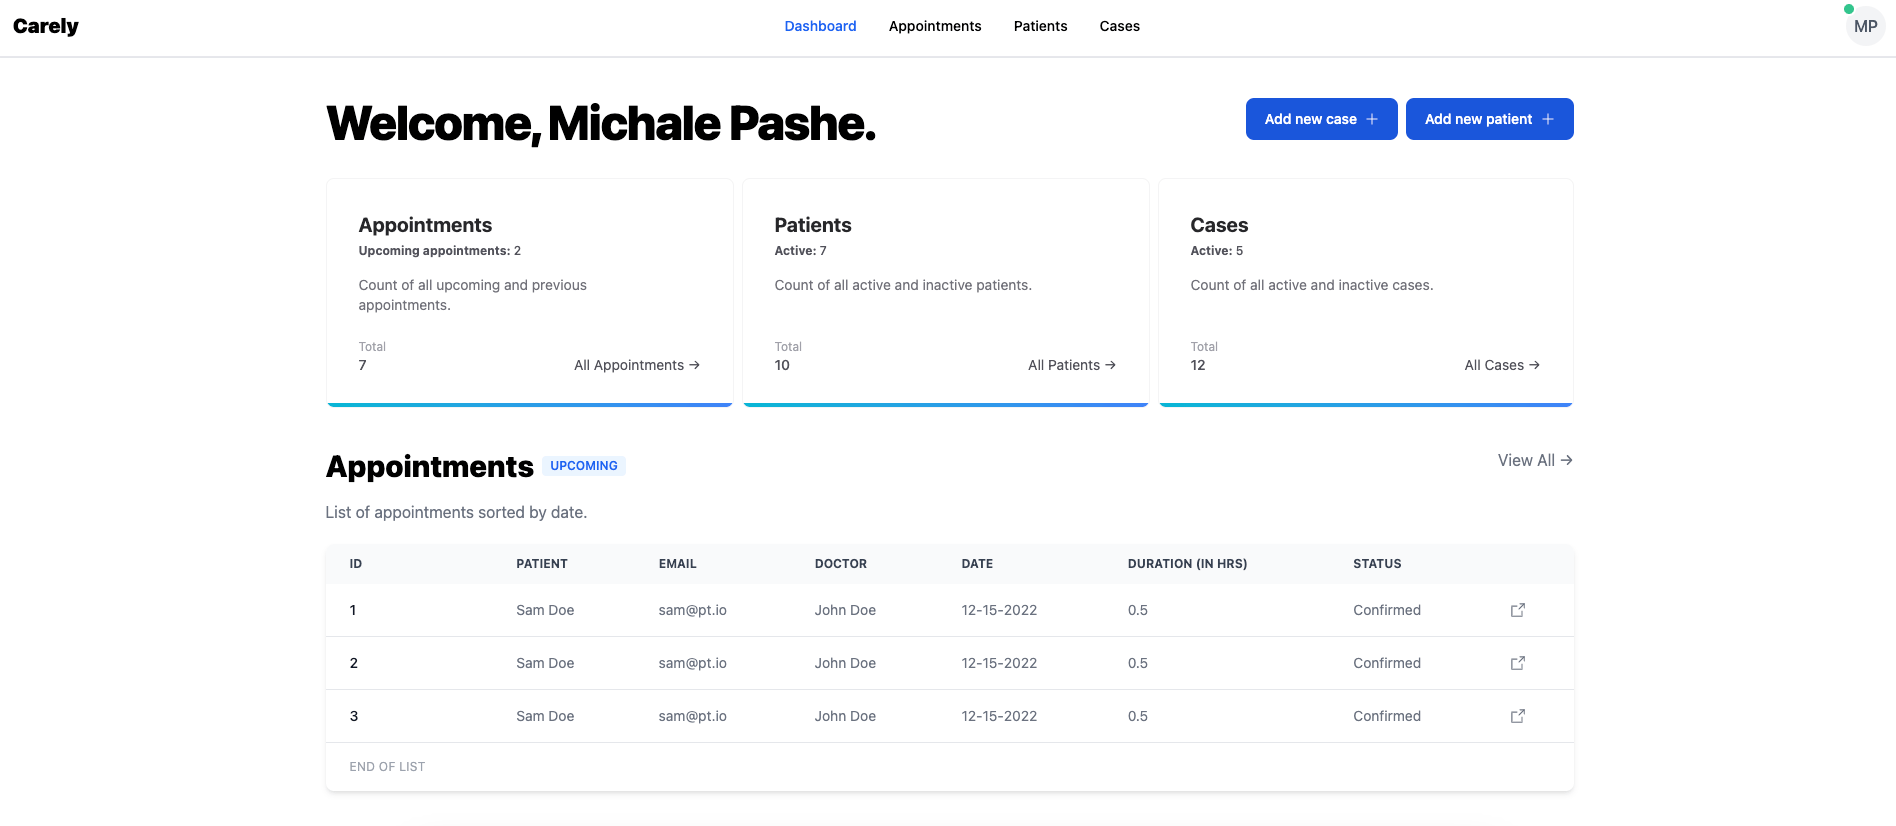 Carely
Dashboard Appointments Patients Cases
MP
Welcome, Michale Pashe.
Add new case +
Add new patient +
Appointments
Upcoming appointments: 2
Count of all upcoming and previous
appointments.
Total
7
All Appointments →
Patients
Active: 7
Count of all active and inactive patients.
Total
10
All Patients →
Cases
Active: 5
Count of all active and inactive cases.
Total
12
All Cases →
Appointments UPCOMING
View All →
List of appointments sorted by date.
ID PATIENT EMAIL DOCTOR DATE DURATION (IN HRS) STATUS
1 Sam Doe sam@pt.io John Doe 12-15-2022 0.5 Confirmed
2 Sam Doe sam@pt.io John Doe 12-15-2022 0.5 Confirmed
3 Sam Doe sam@pt.io John Doe 12-15-2022 0.5 Confirmed
END OF LIST